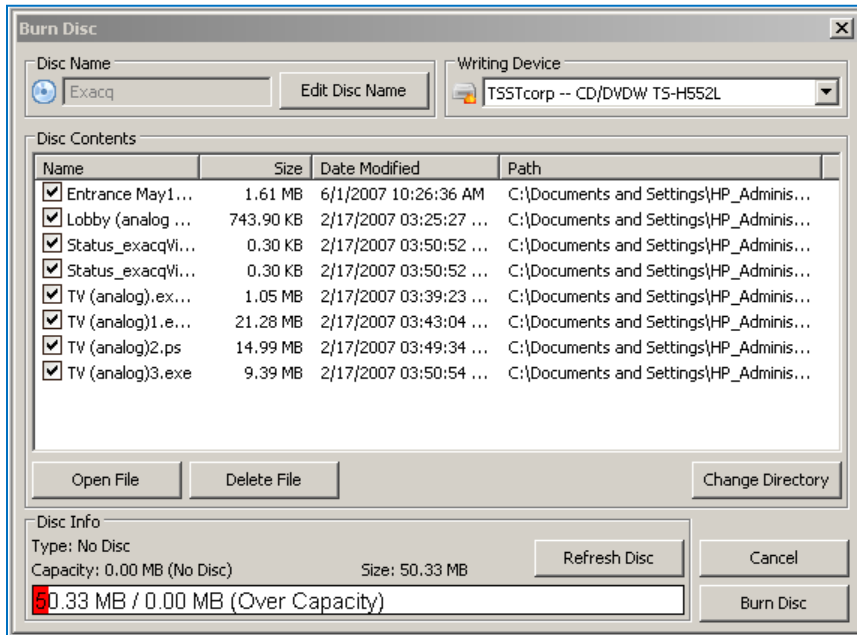 Burn Disc
Disc Name
Exacq
Edit Disc Name
Writing Device
TSSTcorp -- CD/DVDW TS-H552L
Disc Contents
Name Size Date Modified Path
Entrance May1... 1.61 MB 6/1/2007 10:26:36 AM C:\Documents and Settings\HP_Adminis...
Lobby (analog ... 743.90 KB 2/17/2007 03:25:27 ... C:\Documents and Settings\HP_Adminis...
Status_exacqVi... 0.30 KB 2/17/2007 03:50:52 ... C:\Documents and Settings\HP_Adminis...
Status_exacqVi... 0.30 KB 2/17/2007 03:50:52 ... C:\Documents and Settings\HP_Adminis...
TV (analog).ex... 1.05 MB 2/17/2007 03:39:23 ... C:\Documents and Settings\HP_Adminis...
TV (analog)1.e... 21.28 MB 2/17/2007 03:43:04 ... C:\Documents and Settings\HP_Adminis...
TV (analog)2.ps 14.99 MB 2/17/2007 03:49:34 ... C:\Documents and Settings\HP_Adminis...
TV (analog)3.exe 9.39 MB 2/17/2007 03:50:54 ... C:\Documents and Settings\HP_Adminis...
Open File
Delete File
Change Directory
Disc Info
Type: No Disc
Capacity: 0.00 MB (No Disc) Size: 50.33 MB
Refresh Disc
50.33 MB / 0.00 MB (Over Capacity)
Cancel
Burn Disc